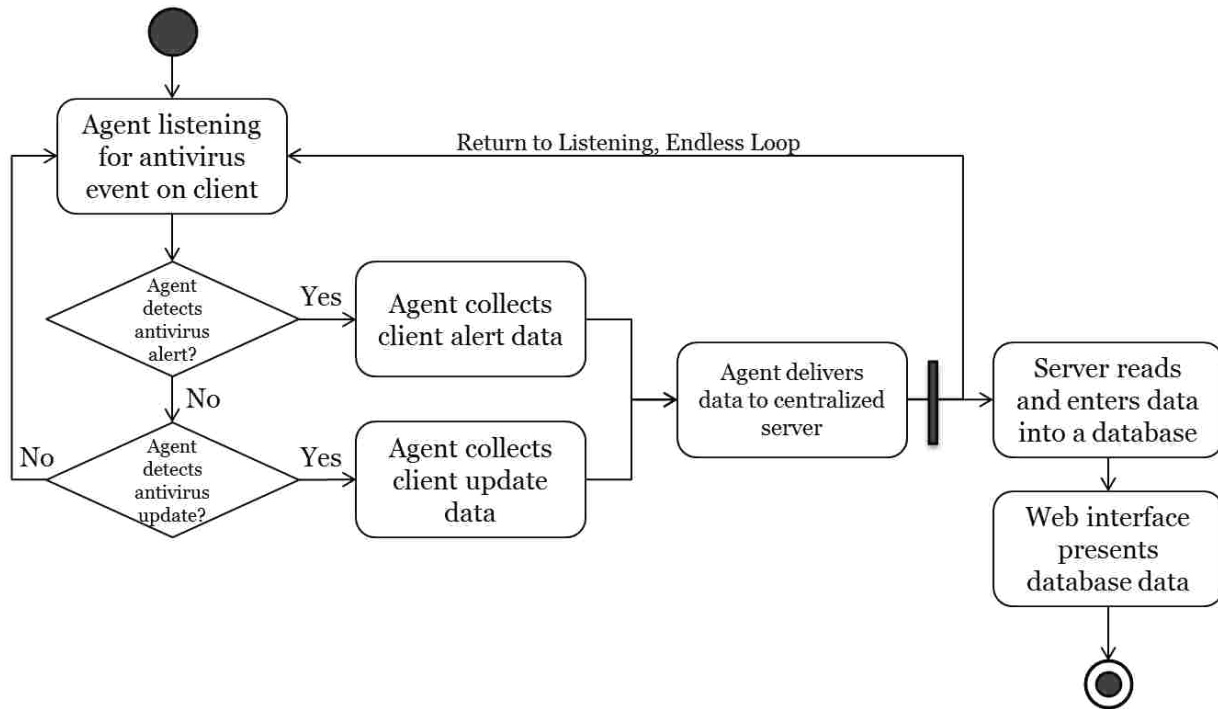 Agent listening
for antivirus
event on client
Return to Listening, Endless Loop
Agent
detects
antivirus
alert?
Yes
Agent collects
client alert data
No
Agent
detects
antivirus
update?
No
Yes
Agent collects
client update
data
Agent delivers
data to centralized
server
Server reads
and enters data
into a database
Web interface
presents
database data